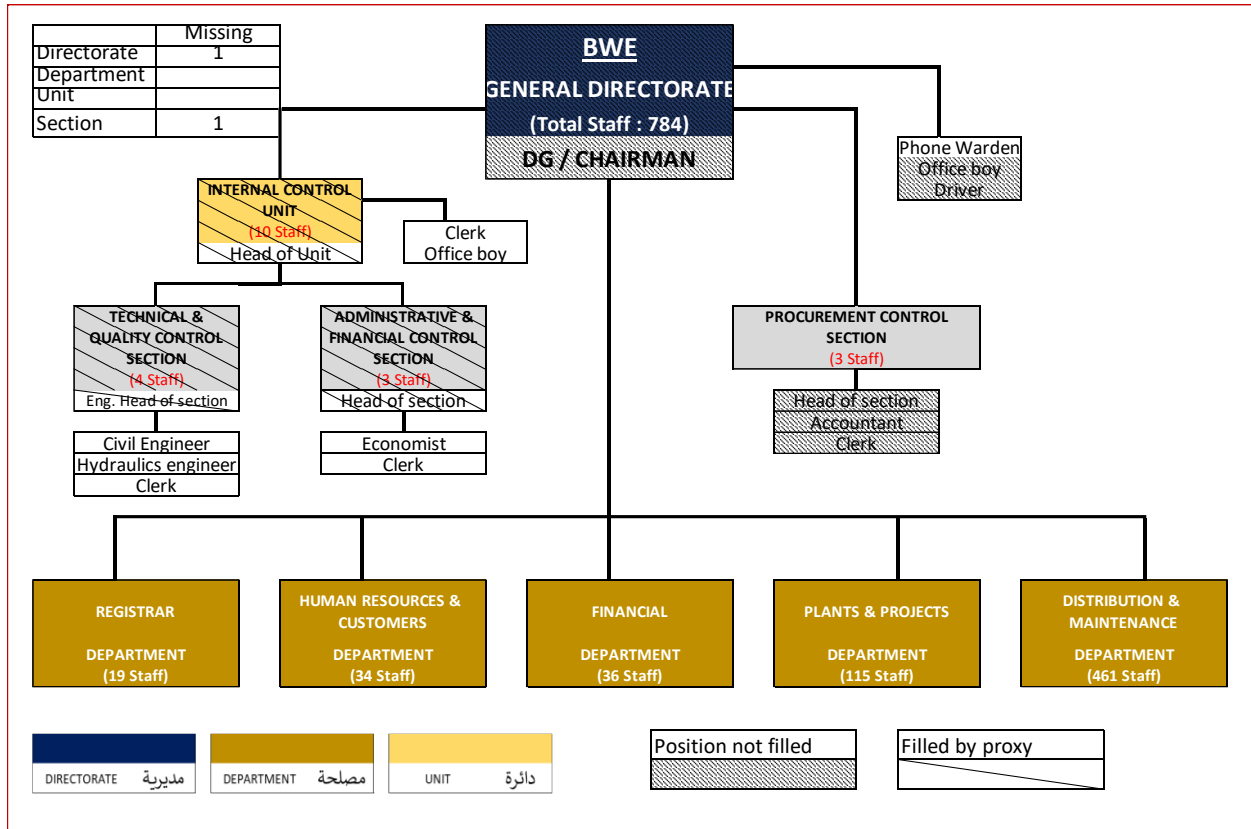 Missing
Directorate 1
Department
Unit
Section 1
BWE
GENERAL DIRECTORATE
(Total Staff : 784)
DG / CHAIRMAN
Phone Warden
Office boy
Driver
INTERNAL CONTROL
UNIT
(10 Staff)
Head of Unit
Clerk
Office boy
TECHNICAL &
QUALITY CONTROL
SECTION
(4 Staff)
Eng. Head of section
Civil Engineer
Hydraulics engineer
Clerk
ADMINISTRATIVE &
FINANCIAL CONTROL
SECTION
(3 Staff)
Head of section
Economist
Clerk
PROCUREMENT CONTROL
SECTION
(3 Staff)
Head of section
Accountant
Clerk
REGISTRAR
DEPARTMENT
(19 Staff)
HUMAN RESOURCES &
CUSTOMERS
DEPARTMENT
(34 Staff)
FINANCIAL
DEPARTMENT
(36 Staff)
PLANTS & PROJECTS
DEPARTMENT
(115 Staff)
DISTRIBUTION &
MAINTENANCE
DEPARTMENT
(461 Staff)
DIRECTORATE مديرية
DEPARTMENT مصلحة
UNIT دائرة
Position not filled
Filled by proxy